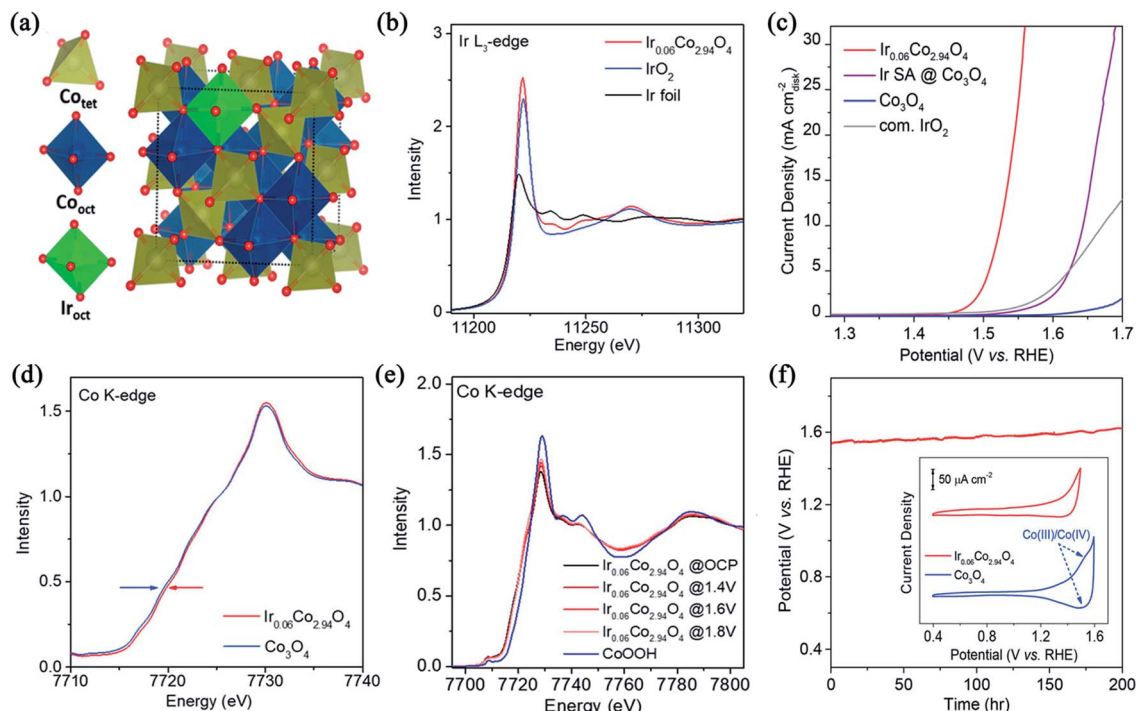 (a)
Co_tet
Co_oct
Ir_oct
(b)
Ir L₃-edge
Ir₀.₀₆Co₂.₉₄O₄
IrO₂
Ir foil
Intensity
2
1
0
11200
11250
11300
Energy (eV)
(c)
Ir₀.₀₆Co₂.₉₄O₄
Ir SA @ Co₃O₄
Co₃O₄
com. IrO₂
Current Density (mA cm⁻²_disk)
30
25
20
15
10
5
0
1.3
1.4
1.5
1.6
1.7
Potential (V vs. RHE)
(d)
Co K-edge
Intensity
1.5
1.0
0.5
0.0
Ir₀.₀₆Co₂.₉₄O₄
Co₃O₄
7710
7720
7730
7740
Energy (eV)
(e)
Co K-edge
Intensity
2.0
1.5
1.0
0.5
0.0
Ir₀.₀₆Co₂.₉₄O₄ @OCP
Ir₀.₀₆Co₂.₉₄O₄ @1.4V
Ir₀.₀₆Co₂.₉₄O₄ @1.6V
Ir₀.₀₆Co₂.₉₄O₄ @1.8V
CoOOH
7700
7720
7740
7760
7780
7800
Energy (eV)
(f)
Potential (V vs. RHE)
1.6
1.2
0.8
0.4
50 μA cm⁻²
Co(III)/Co(IV)
Current Density
Ir₀.₀₆Co₂.₉₄O₄
Co₃O₄
0.4
0.8
1.2
1.6
Potential (V vs. RHE)
0
50
100
150
200
Time (hr)